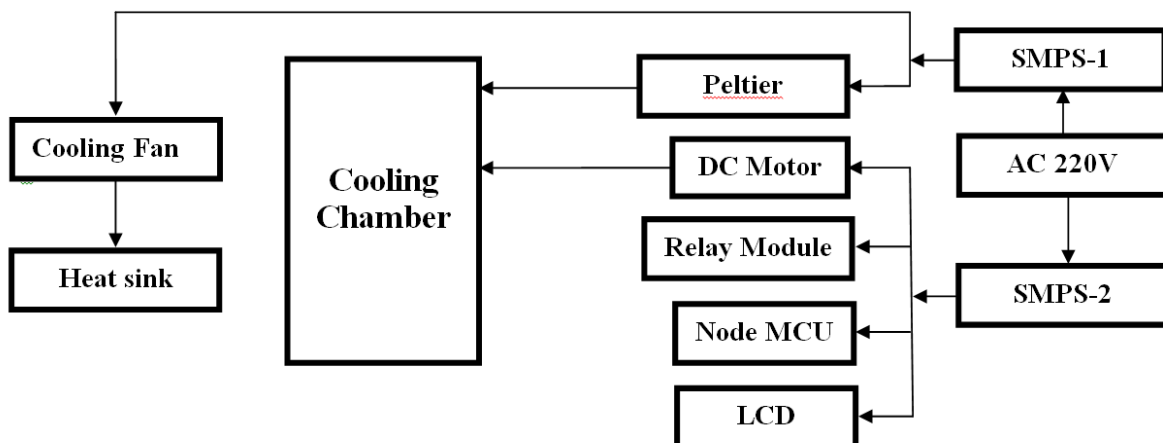 SMPS-1
Peltier
Cooling Fan
DC Motor
AC 220V
Cooling
Chamber
Relay Module
Heat sink
SMPS-2
Node MCU
LCD